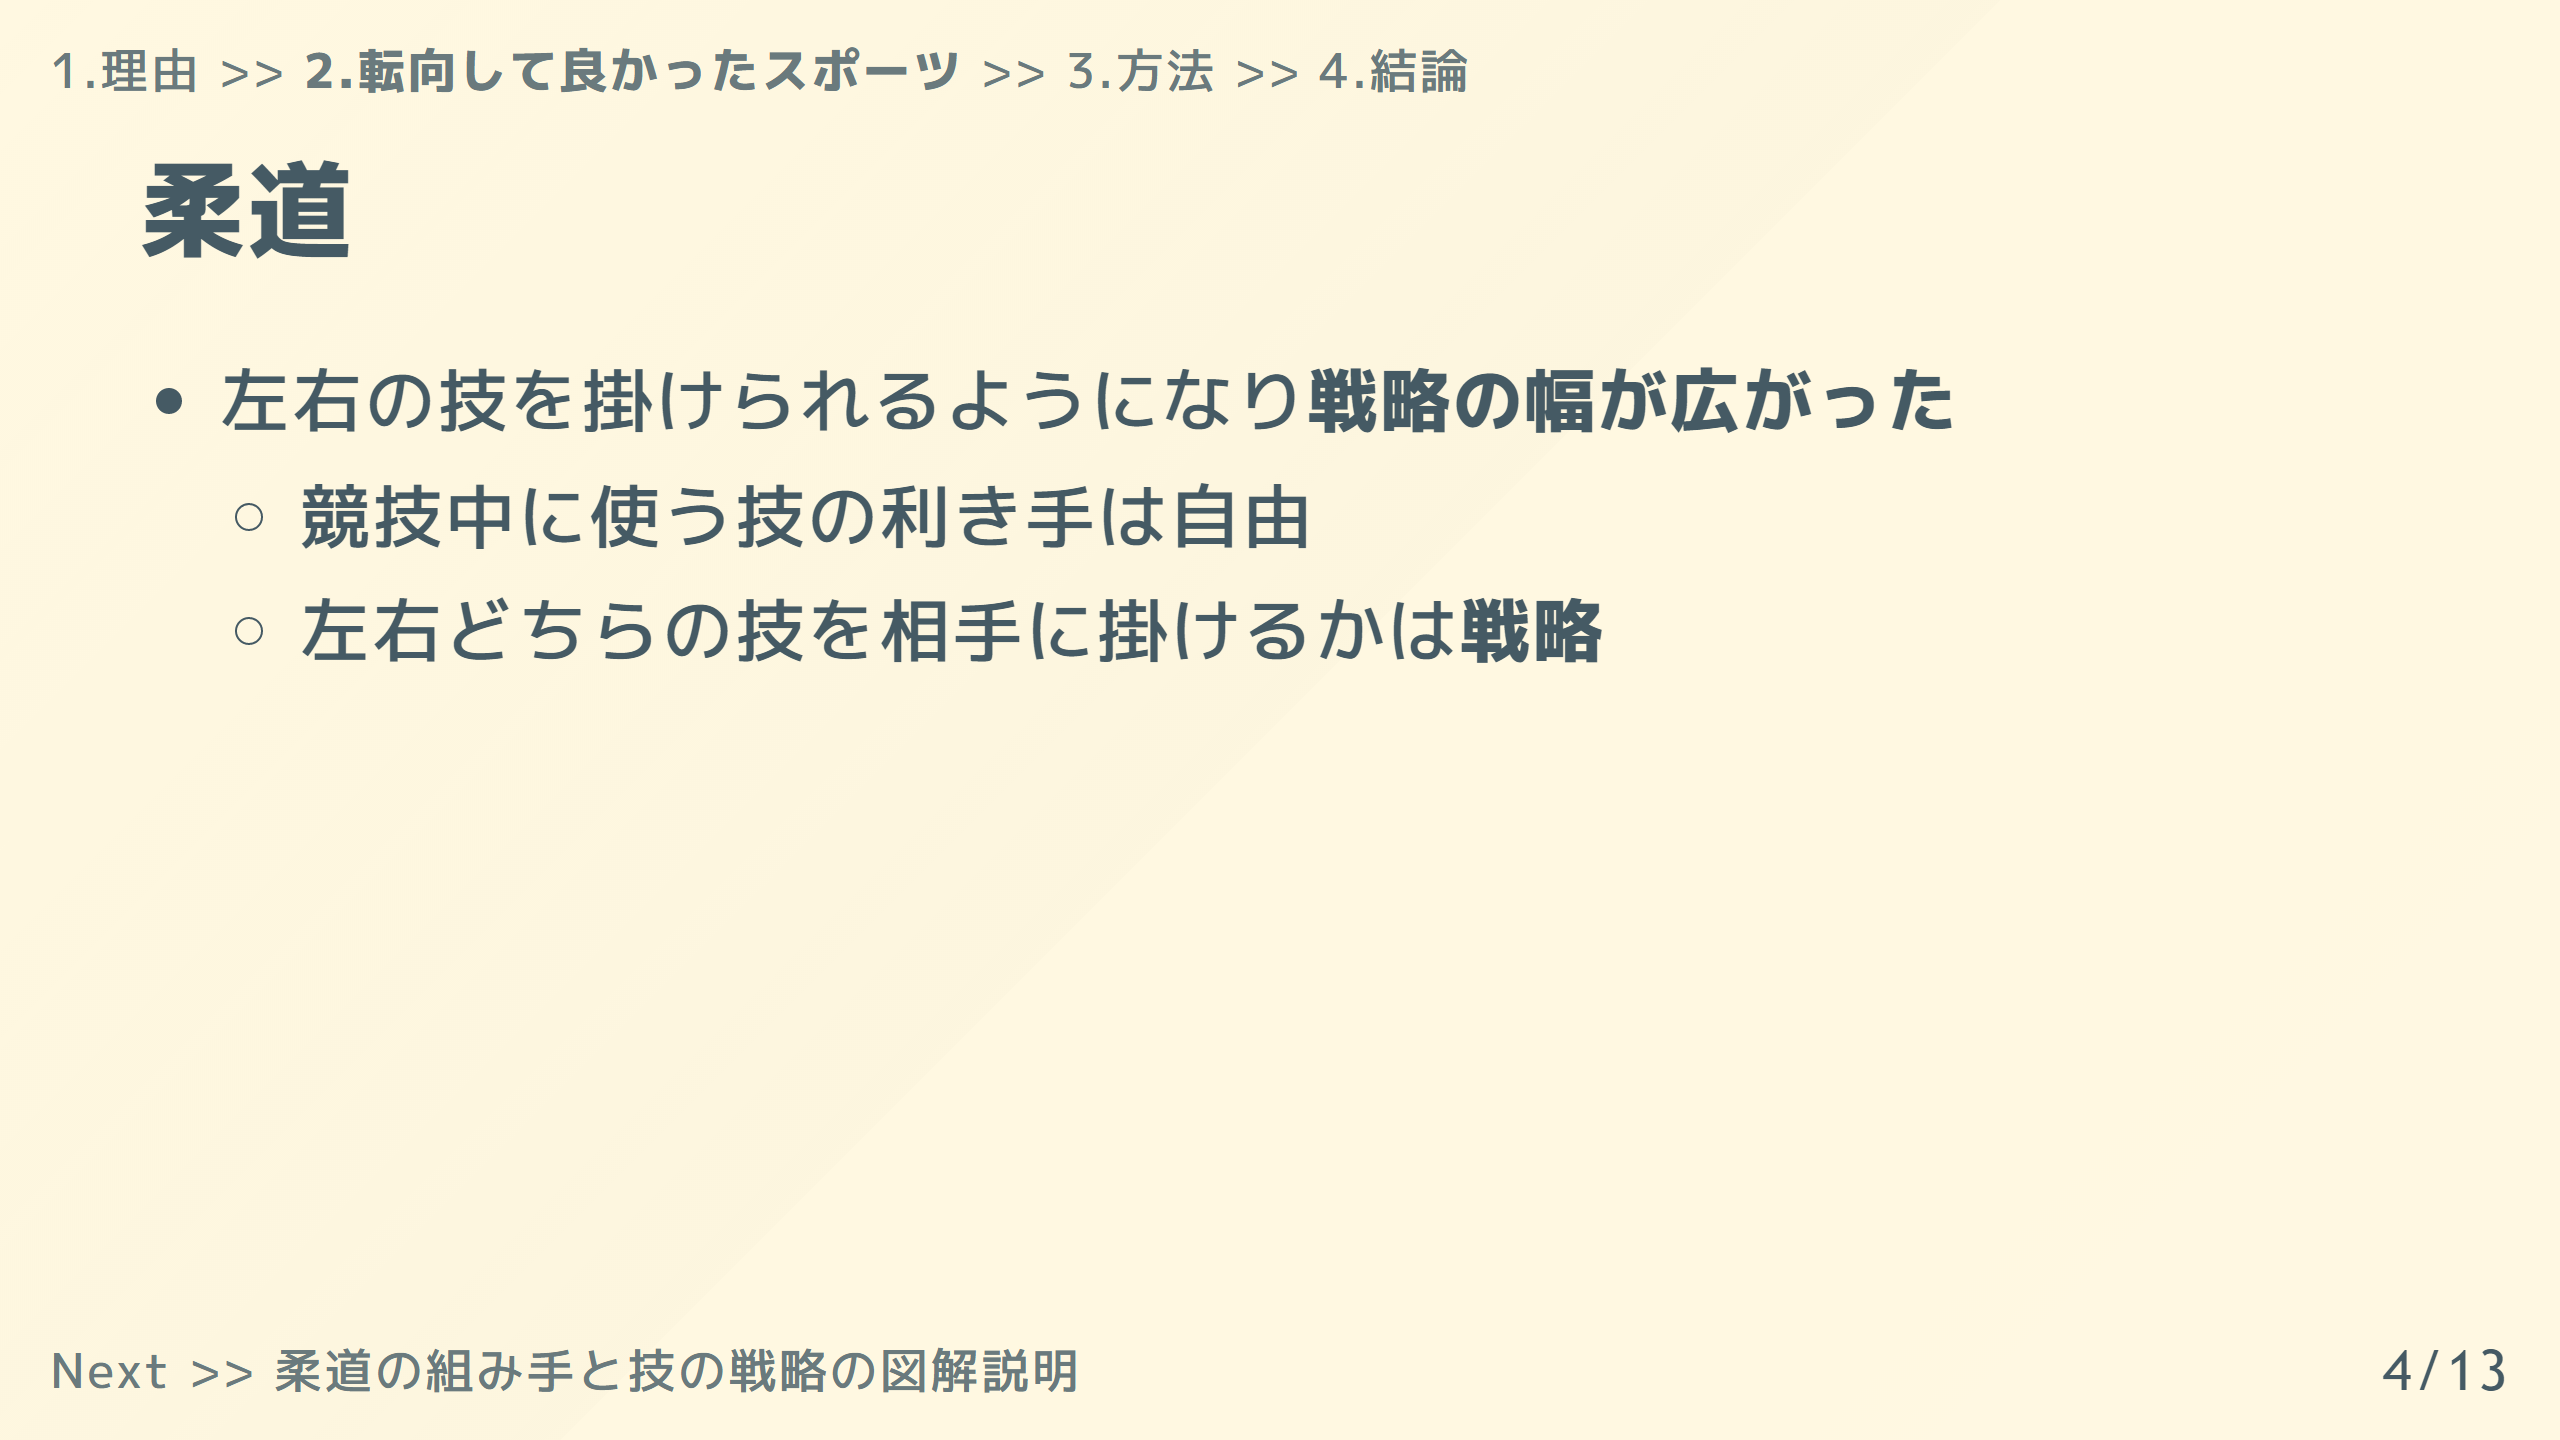 1.理由 >> 2.転向して良かったスポーツ >> 3.方法 >> 4.結論
柔道
• 左右の技を掛けられるようになり戦略の幅が広がった
○ 競技中に使う技の利き手は自由
○ 左右どちらの技を相手に掛けるかは戦略
Next >> 柔道の組み手と技の戦略の図解説明
4/13